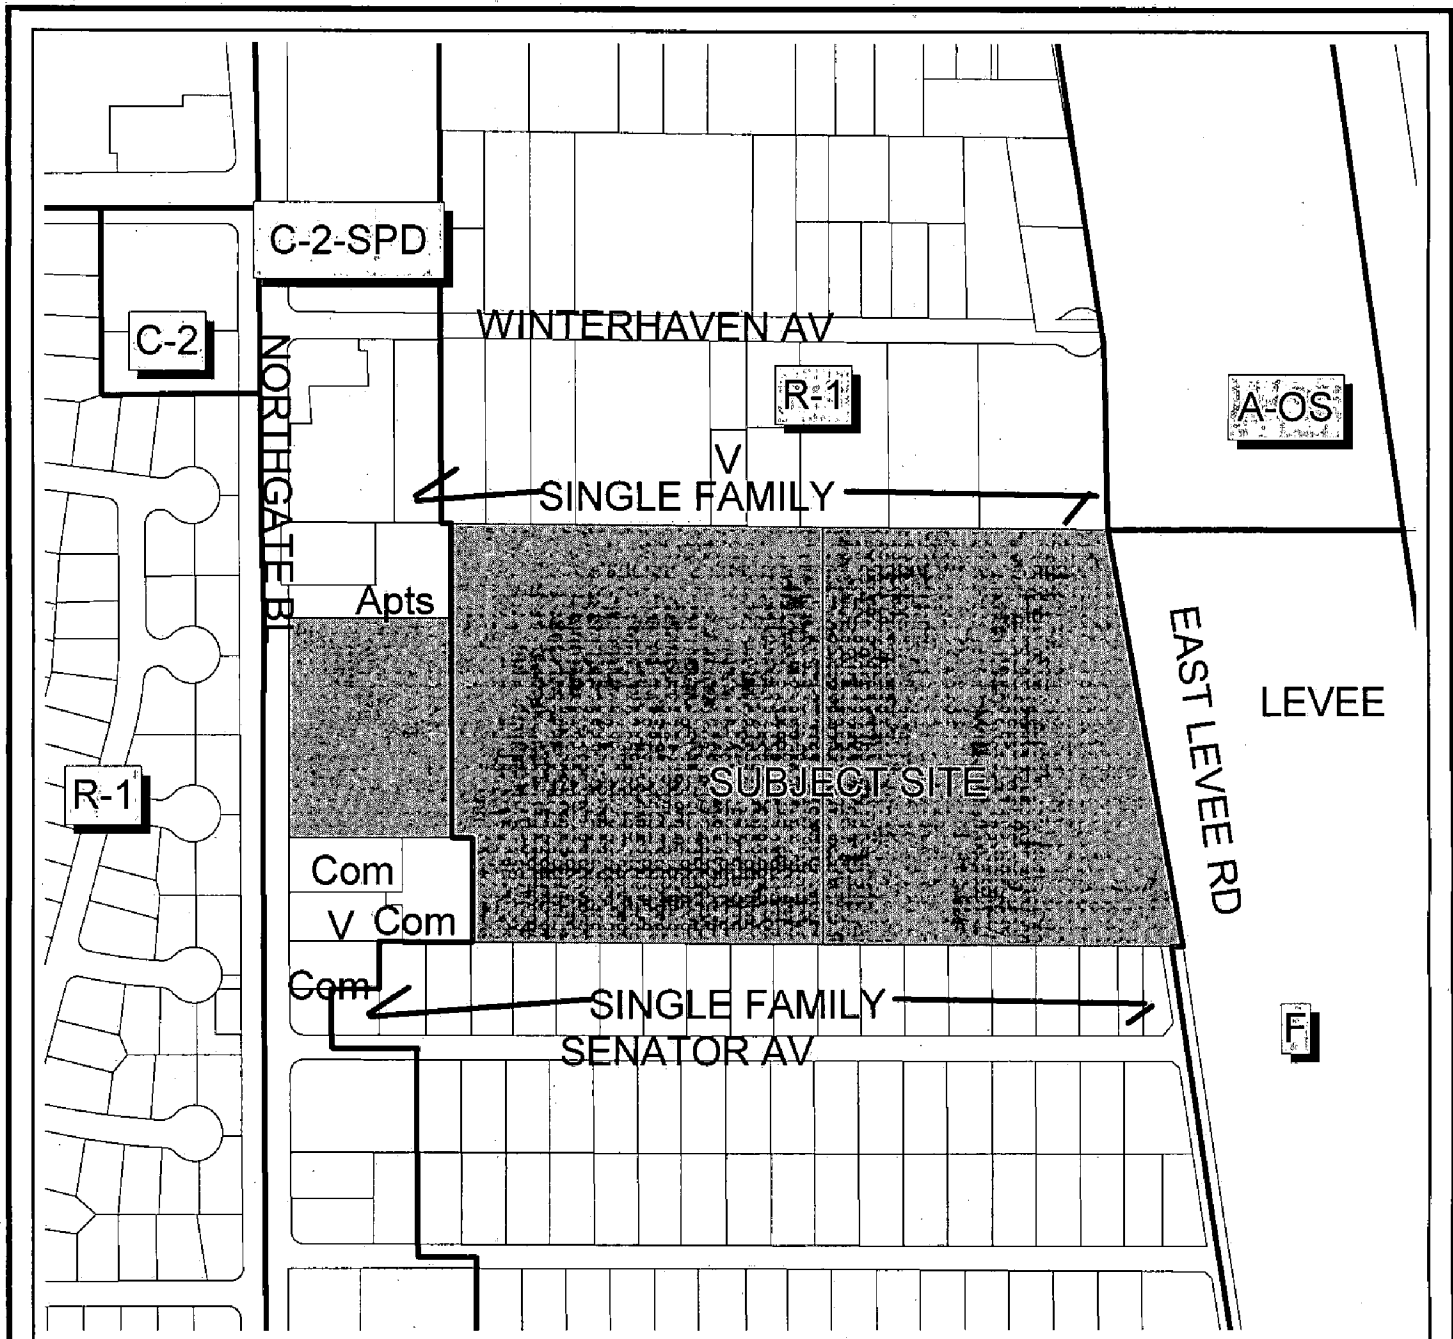 C-2-SPD
WINTERHAVEN AV
C-2
NORTHGATE BL
R-1
A-OS
V
SINGLE FAMILY
Apts
EAST LEVEE RD
LEVEE
SUBJECT SITE
R-1
Com
V Com
Com
SINGLE FAMILY
F
SENATOR AV